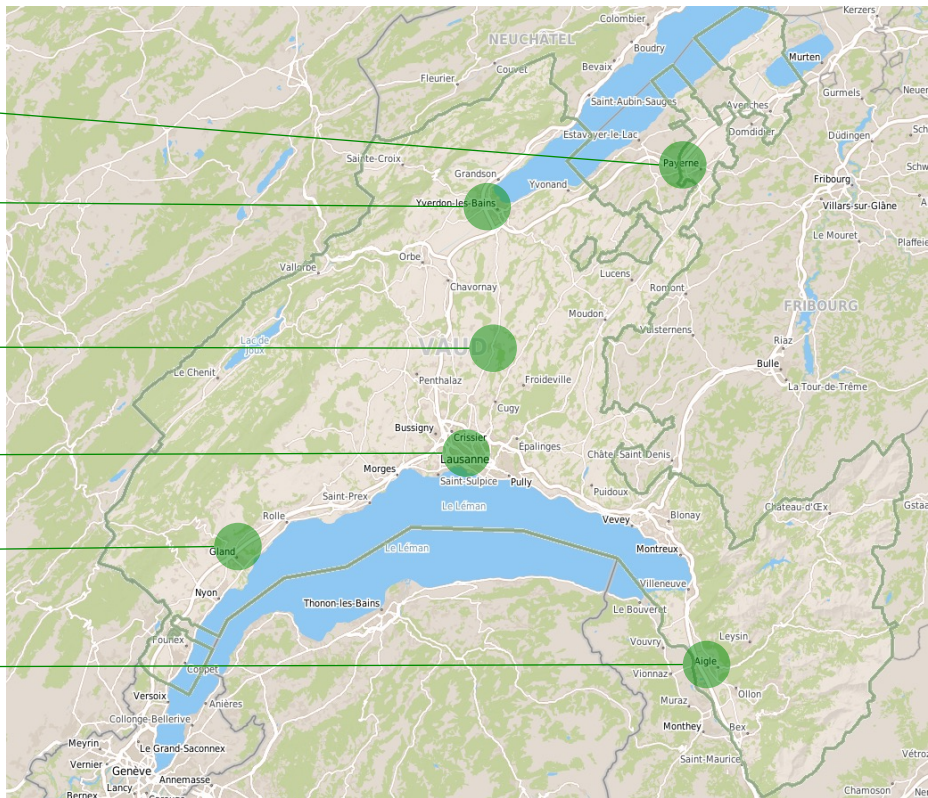 Kerzers
Colombier
NEUCHÂTEL
Boudry
Murten
Bevaix
Couvet
Fleurier
Gurmels
Saint-Aubin-Sauges
Avenches
Domdidier
Estavayer-le-Lac
Düdingen
Sainte-Croix
Payerne
Grandson
Fribourg
Yvonand
Yverdon-les-Bains
Villars-sur-Glâne
Le Mouret
Orbe
Vallorbe
Lucens
Chavornay
Romont
FRIBOURG
Moudon
Vuisternens
Riaz
Lac de
Joux
VAUD
Bulle
Le Chenit
Penthalaz
Froideville
La Tour-de-Trême
Cugy
Bussigny
Crissier
Épalinges
Lausanne
Châtel-Saint-Denis
Morges
Saint-Sulpice
Pully
Puidoux
Saint-Prex
Le Léman
Château-d'Œx
Rolle
Vevey
Blonay
Gland
Le Léman
Montreux
Villeneuve
Nyon
Thonon-les-Bains
Le Bouveret
Founex
Vouvry
Leysin
Aigle
Coppet
Vionnaz
Versoix
Anières
Muraz
Ollon
Collonge-Bellerive
Monthey
Bex
Meyrin
Le Grand-Saconnex
Saint-Maurice
Vernier
Genève
Annemasse
Lancy
Chamoson
Bernex